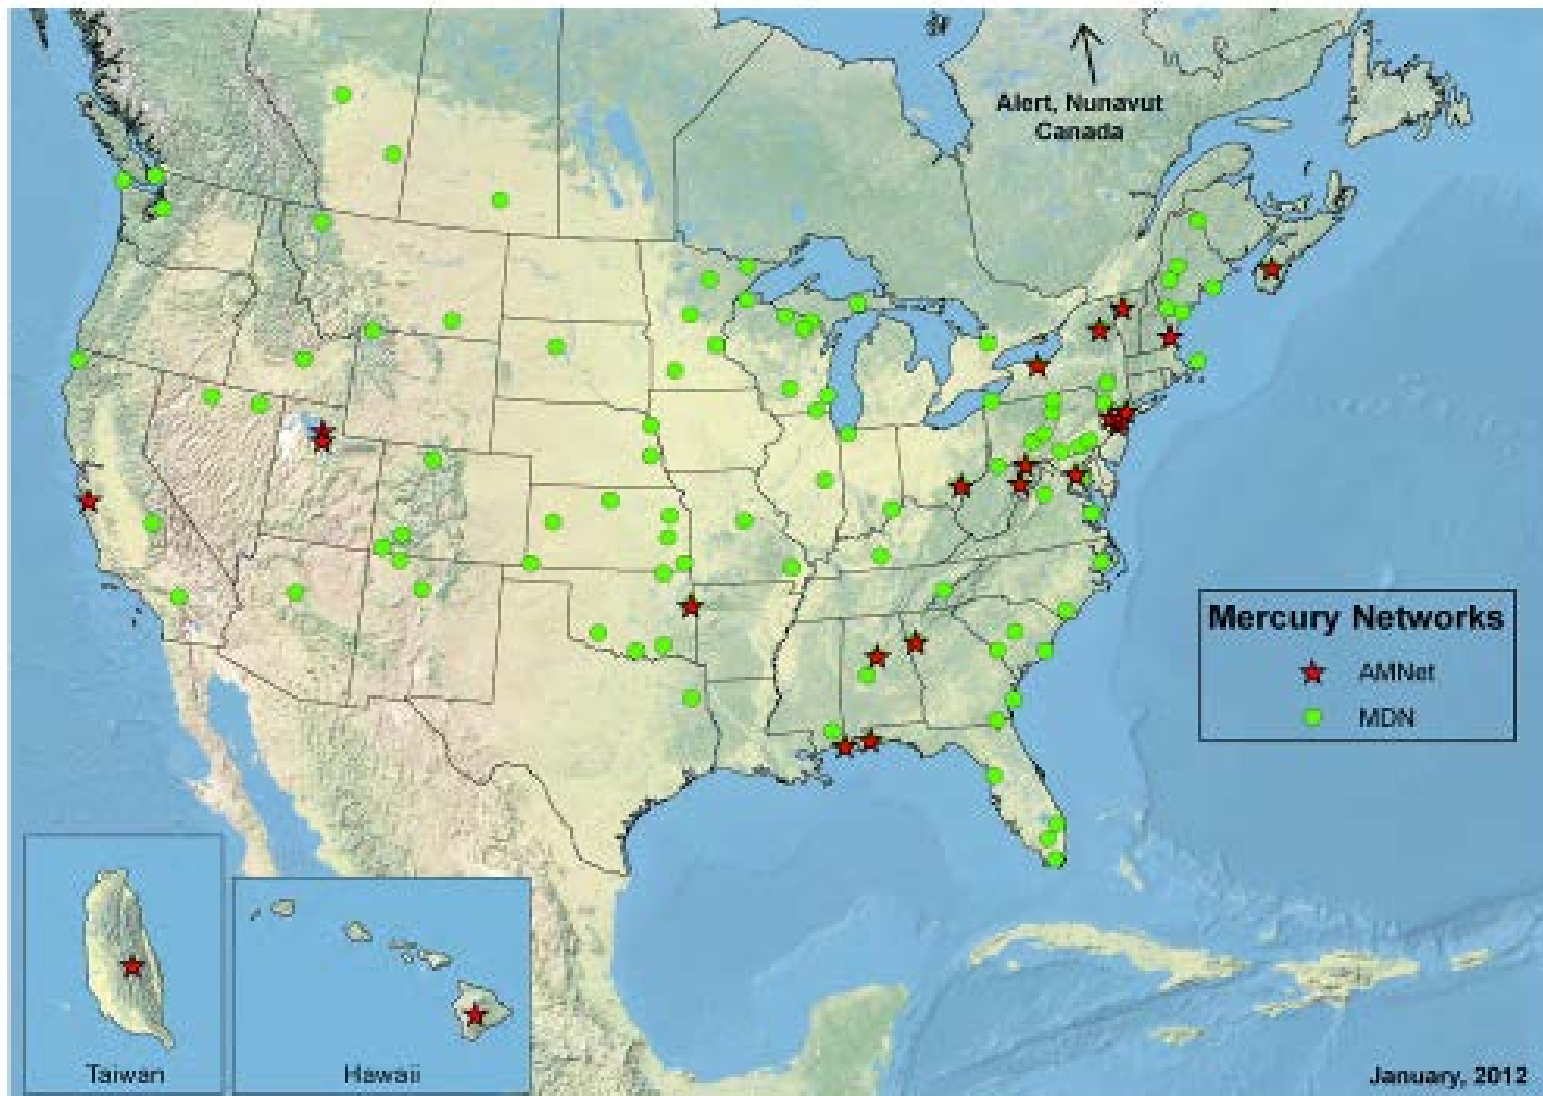 Alert, Nunavut
Canada
Mercury Networks
AMNet
MDN
Taiwan
Hawaii
January, 2012